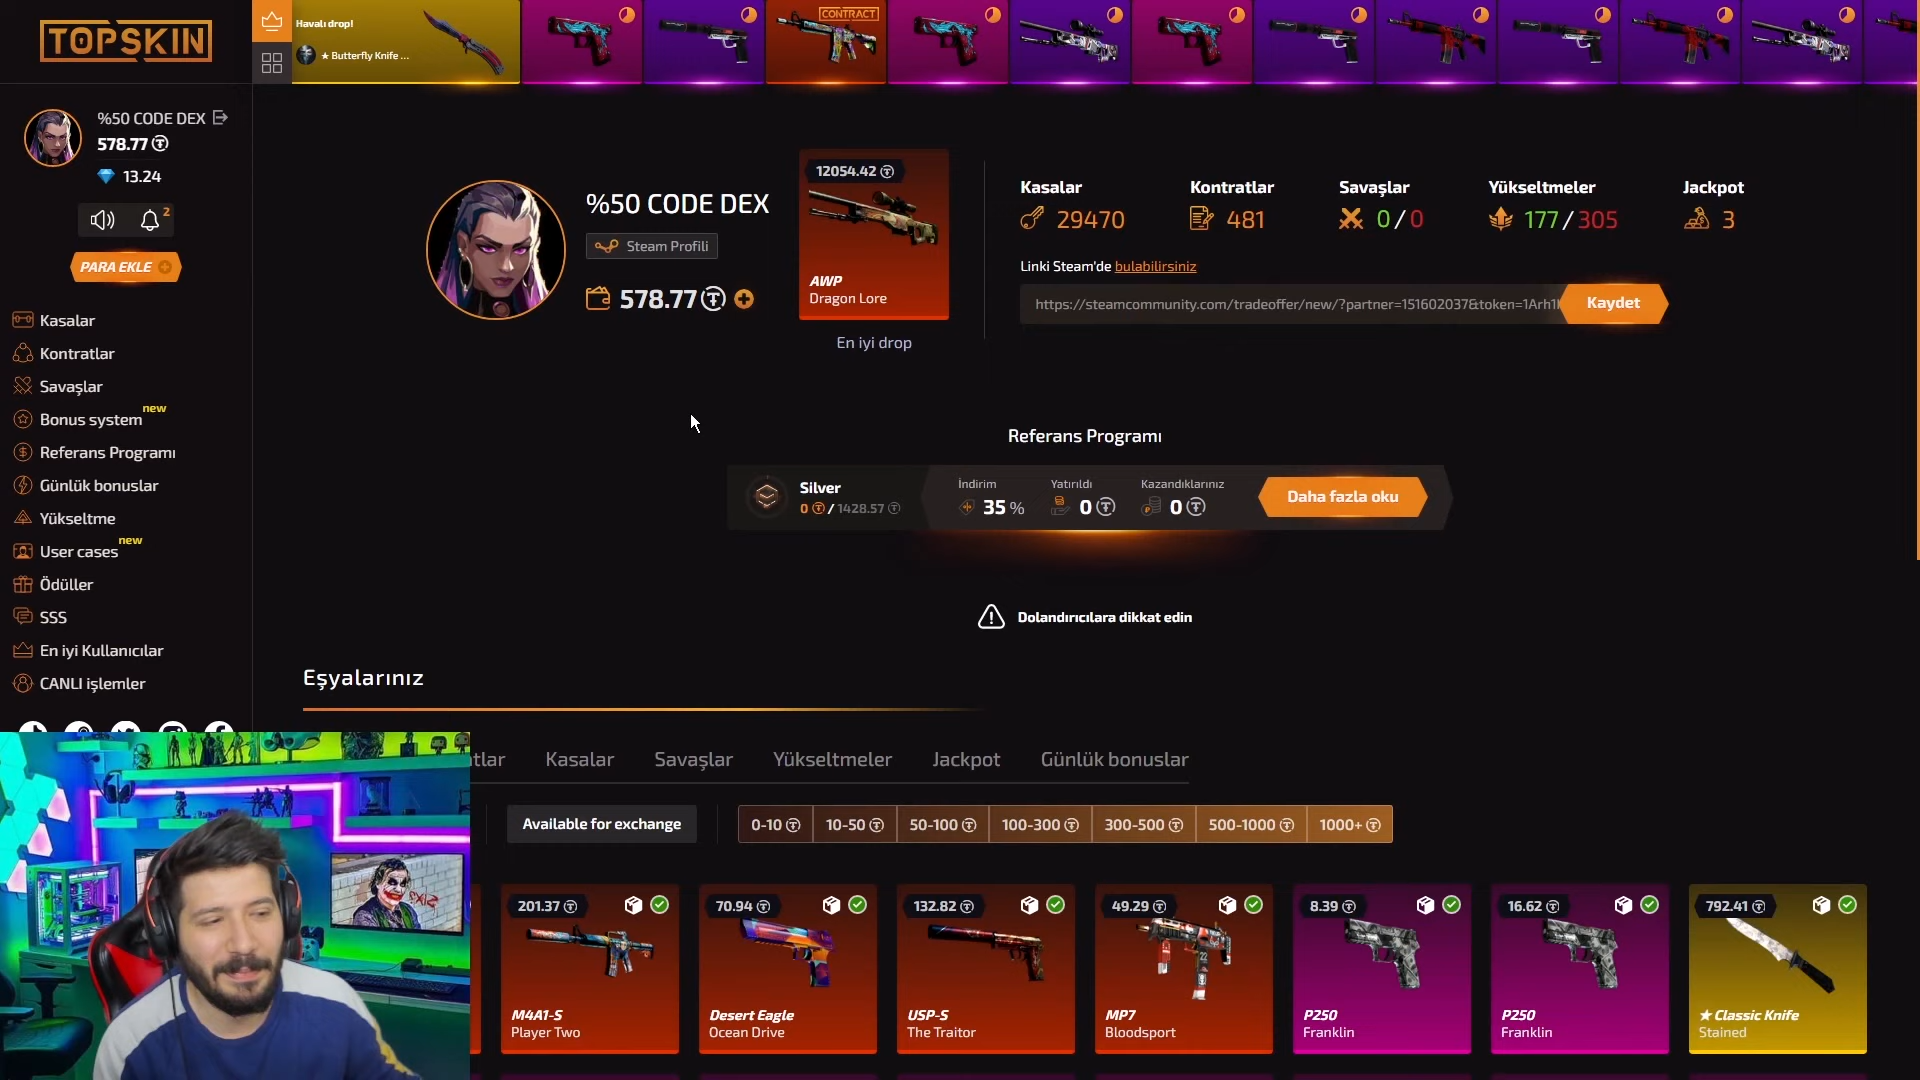 TOPSKIN
Havalı drop!
★ Butterfly Knife ...
CONTRACT
%50 CODE DEX
578.77
13.24
2
PARA EKLE
Kasalar
Kontratlar
Savaşlar
Bonus system new
Referans Programı
Günlük bonuslar
Yükseltme
User cases new
Ödüller
SSS
En iyi Kullanıcılar
CANLI işlemler
%50 CODE DEX
Steam Profili
578.77
12054.42
AWP
Dragon Lore
En iyi drop
Kasalar
29470
Kontratlar
481
Savaşlar
0/0
Yükseltmeler
177/305
Jackpot
3
Linki Steam'de bulabilirsiniz
https://steamcommunity.com/tradeoffer/new/?partner=151602037&token=1Arh1
Kaydet
Referans Programı
Silver
0 / 1428.57
İndirim
35 %
Yatırıldı
0
Kazandıklarınız
0
Daha fazla oku
Dolandırıcılara dikkat edin
Eşyalarınız
atlar Kasalar Savaşlar Yükseltmeler Jackpot Günlük bonuslar
Available for exchange
0-10 10-50 50-100 100-300 300-500 500-1000 1000+
201.37
M4A1-S
Player Two
70.94
Desert Eagle
Ocean Drive
132.82
USP-S
The Traitor
49.29
MP7
Bloodsport
8.39
P250
Franklin
16.62
P250
Franklin
792.41
★ Classic Knife
Stained